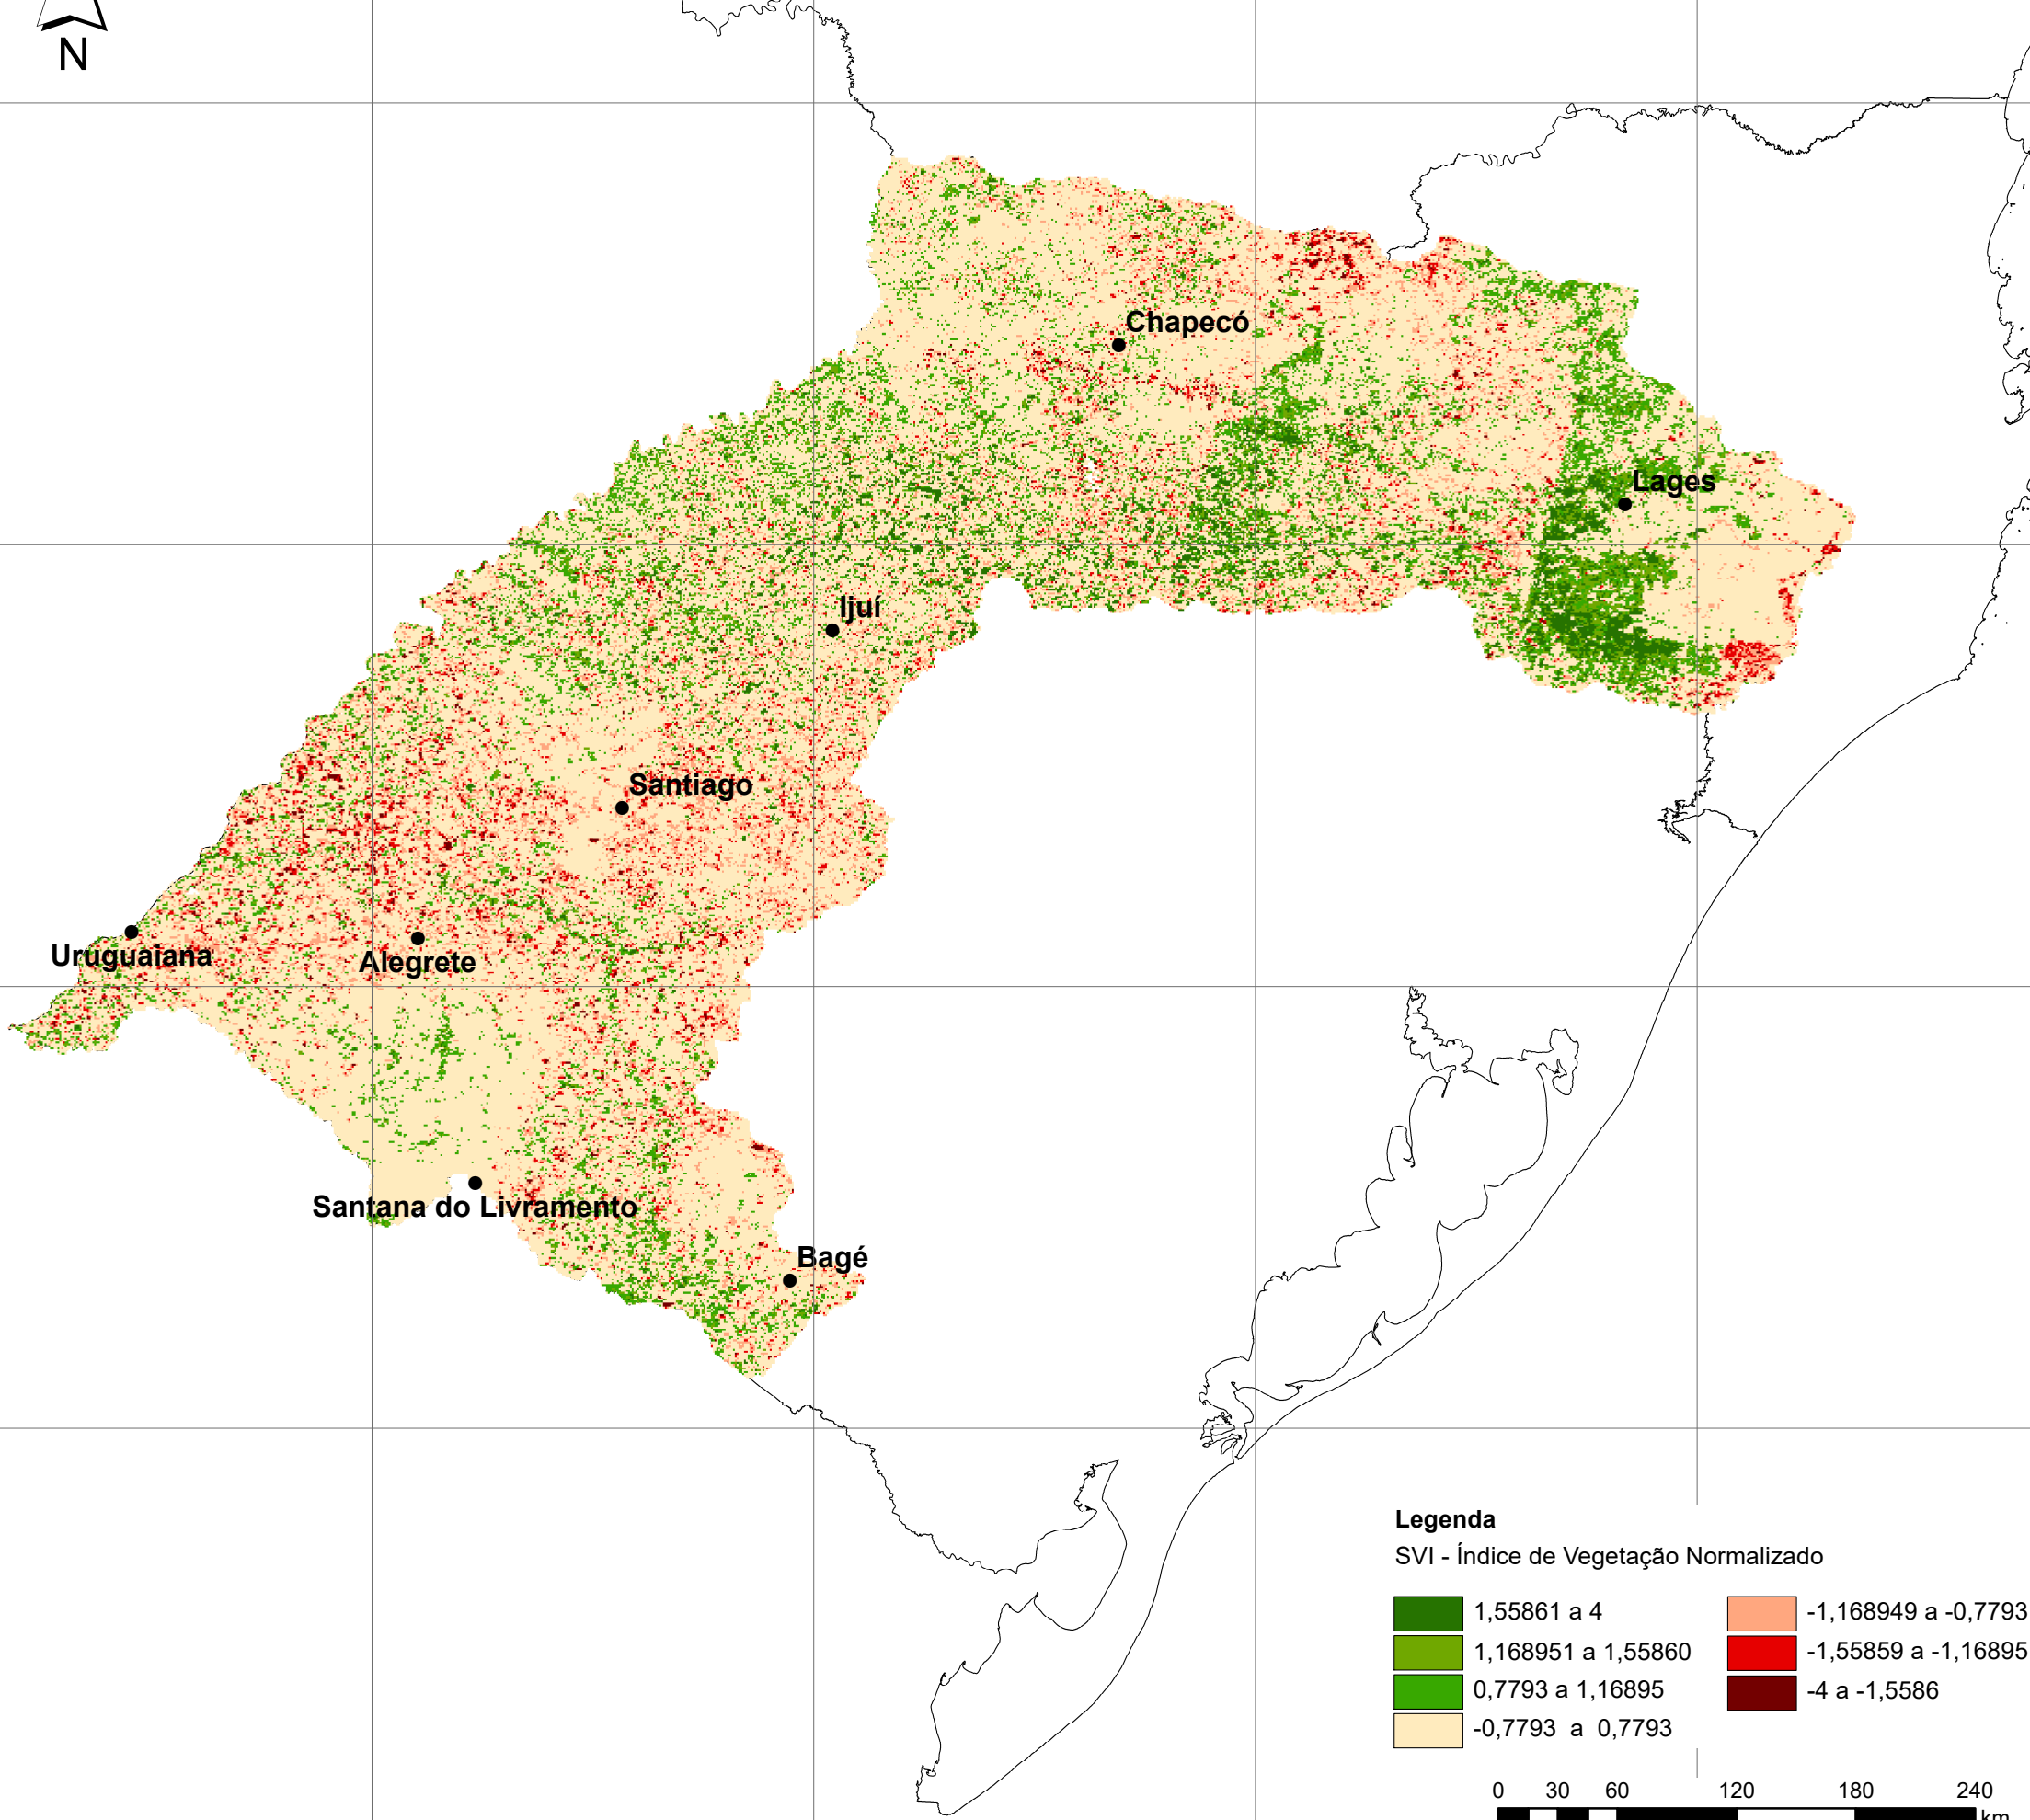 N
Chapecó
Lages
Ijuí
Santiago
Uruguaiana
Alegrete
Santana do Livramento
Bagé
Legenda
SVI - Índice de Vegetação Normalizado
1,55861 a 4
1,168951 a 1,55860
0,7793 a 1,16895
-0,7793 a 0,7793
-1,168949 a -0,7793
-1,55859 a -1,16895
-4 a -1,5586
0 30 60 120 180 240
km